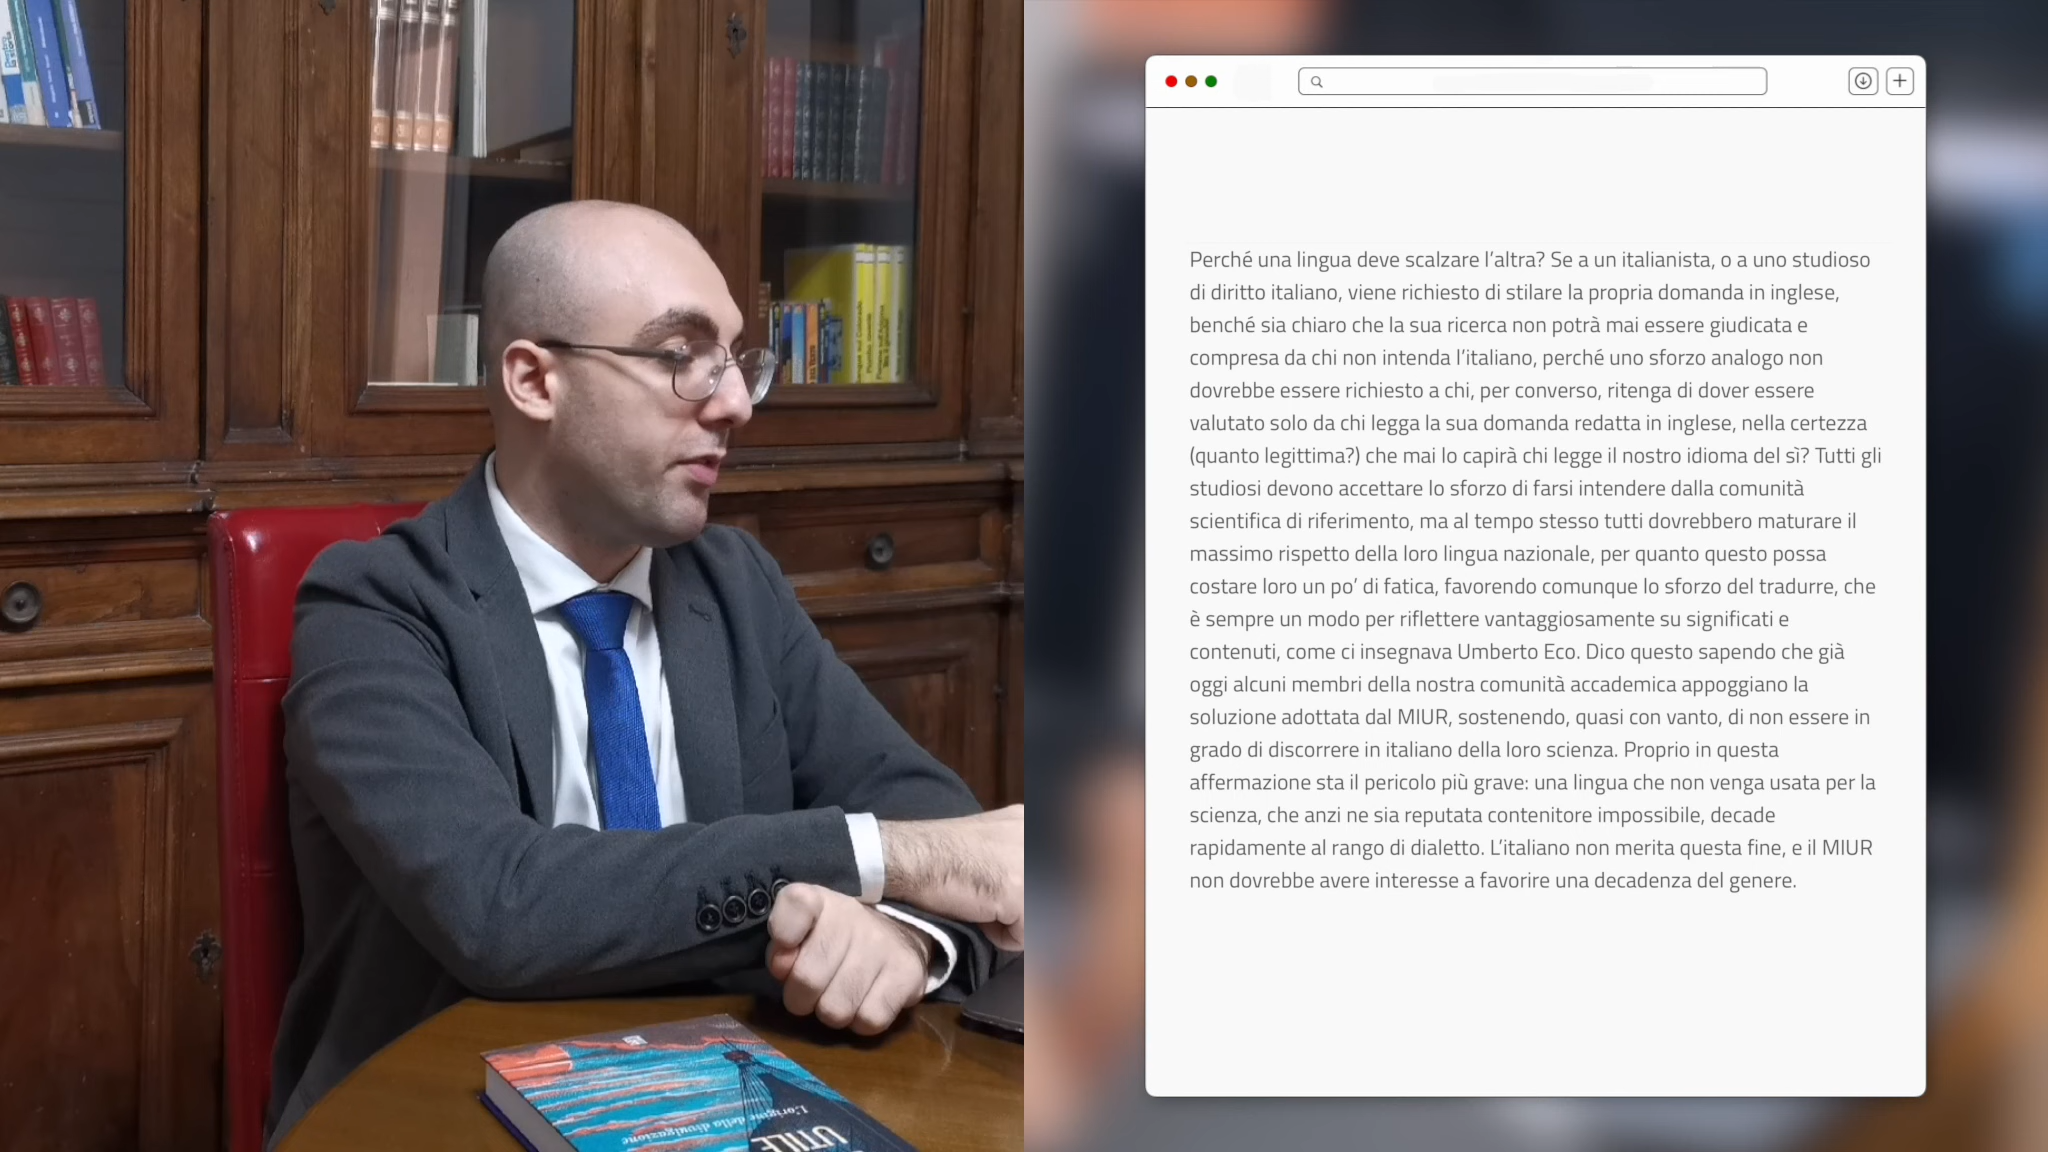 Perché una lingua deve scalzare l’altra? Se a un italianista, o a uno studioso
di diritto italiano, viene richiesto di stilare la propria domanda in inglese,
benché sia chiaro che la sua ricerca non potrà mai essere giudicata e
compresa da chi non intenda l’italiano, perché uno sforzo analogo non
dovrebbe essere richiesto a chi, per converso, ritenga di dover essere
valutato solo da chi legga la sua domanda redatta in inglese, nella certezza
(quanto legittima?) che mai lo capirà chi legge il nostro idioma del sì? Tutti gli
studiosi devono accettare lo sforzo di farsi intendere dalla comunità
scientifica di riferimento, ma al tempo stesso tutti dovrebbero maturare il
massimo rispetto della loro lingua nazionale, per quanto questo possa
costare loro un po’ di fatica, favorendo comunque lo sforzo del tradurre, che
è sempre un modo per riflettere vantaggiosamente su significati e
contenuti, come ci insegnava Umberto Eco. Dico questo sapendo che già
oggi alcuni membri della nostra comunità accademica appoggiano la
soluzione adottata dal MIUR, sostenendo, quasi con vanto, di non essere in
grado di discorrere in italiano della loro scienza. Proprio in questa
affermazione sta il pericolo più grave: una lingua che non venga usata per la
scienza, che anzi ne sia reputata contenitore impossibile, decade
rapidamente al rango di dialetto. L’italiano non merita questa fine, e il MIUR
non dovrebbe avere interesse a favorire una decadenza del genere.
UTILE
L'origine della divulgazione